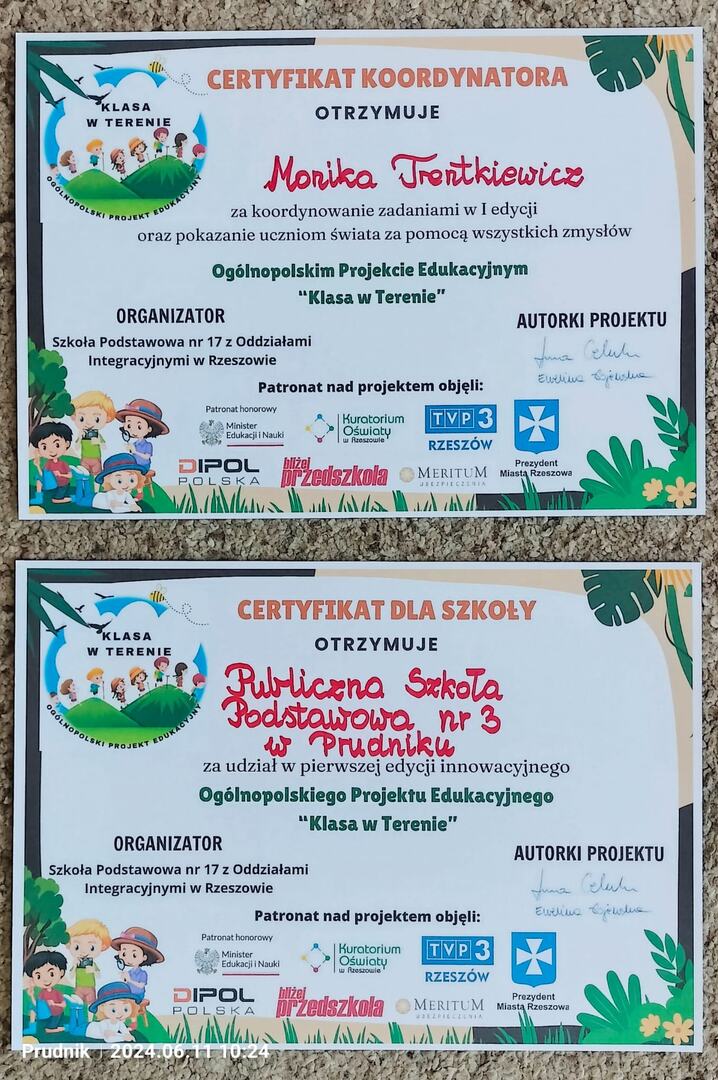 KLASA
W TERENIE
OGÓLNOPOLSKI PROJEKT EDUKACYJNY
CERTYFIKAT KOORDYNATORA
OTRZYMUJE
Monika Trentkiewicz
za koordynowanie zadaniami w I edycji
oraz pokazanie uczniom świata za pomocą wszystkich zmysłów
Ogólnopolskim Projekcie Edukacyjnym
“Klasa w Terenie”
ORGANIZATOR
Szkoła Podstawowa nr 17 z Oddziałami
Integracyjnymi w Rzeszowie
AUTORKI PROJEKTU
Anna
Ewelina
Patronat nad projektem objęli:
Patronat honorowy
Minister
Edukacji i Nauki
Kuratorium
Oświaty
w Rzeszowie
TVP3
RZESZÓW
Prezydent
Miasta Rzeszowa
DIPOL
POLSKA
bliżej
przedszkola
MERITUM
UBEZPIECZENIA
KLASA
W TERENIE
OGÓLNOPOLSKI PROJEKT EDUKACYJNY
CERTYFIKAT DLA SZKOŁY
OTRZYMUJE
Publiczna Szkoła
Podstawowa nr 3
w Prudniku
za udział w pierwszej edycji innowacyjnego
Ogólnopolskiego Projektu Edukacyjnego
“Klasa w Terenie”
ORGANIZATOR
Szkoła Podstawowa nr 17 z Oddziałami
Integracyjnymi w Rzeszowie
AUTORKI PROJEKTU
Anna
Ewelina
Patronat nad projektem objęli:
Patronat honorowy
Minister
Edukacji i Nauki
Kuratorium
Oświaty
w Rzeszowie
TVP3
RZESZÓW
Prezydent
Miasta Rzeszowa
DIPOL
POLSKA
bliżej
przedszkola
MERITUM
UBEZPIECZENIA
Prudnik | 2024.06.11 10:24